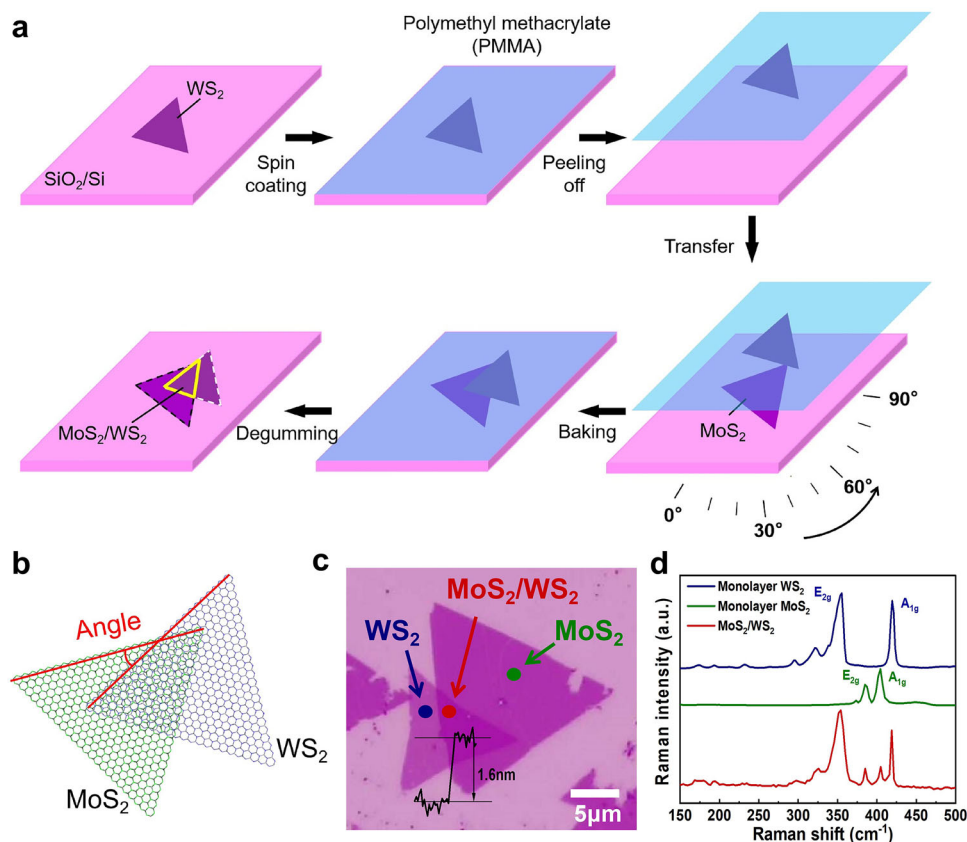 a
Polymethyl methacrylate
(PMMA)
WS₂
SiO₂/Si
Spin
coating
Peeling
off
Transfer
MoS₂/WS₂
Degumming
Baking
MoS₂
0°
30°
60°
90°
b
Angle
MoS₂
WS₂
c
MoS₂/WS₂
WS₂
MoS₂
1.6nm
5μm
d
Monolayer WS₂
Monolayer MoS₂
MoS₂/WS₂
E₂g
A₁g
E₂g
A₁g
Raman intensity (a.u.)
150 200 250 300 350 400 450 500
Raman shift (cm⁻¹)